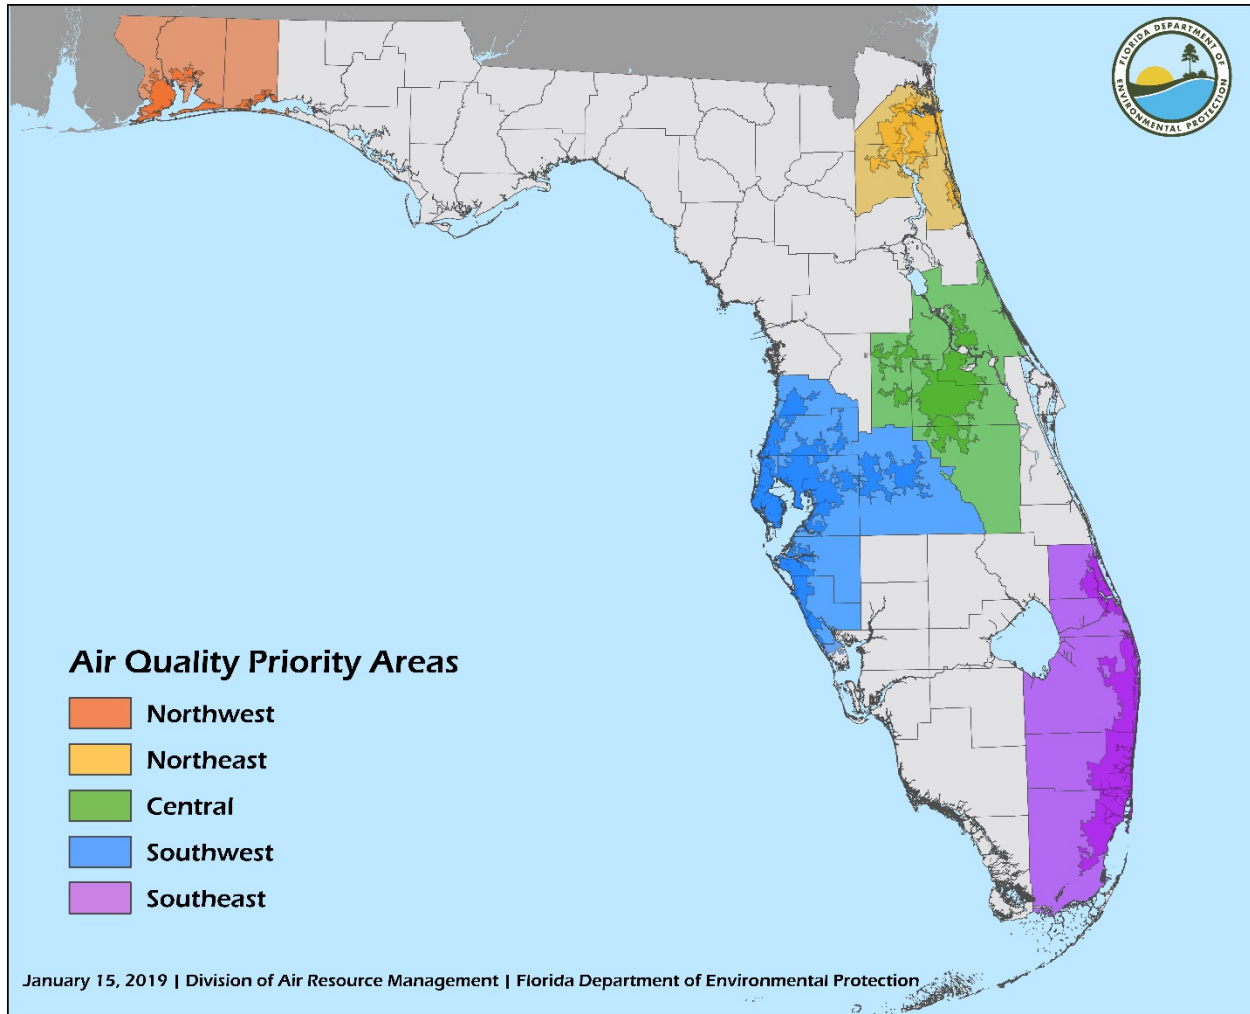 FLORIDA DEPARTMENT OF
ENVIRONMENTAL PROTECTION
Air Quality Priority Areas
Northwest
Northeast
Central
Southwest
Southeast
January 15, 2019 | Division of Air Resource Management | Florida Department of Environmental Protection